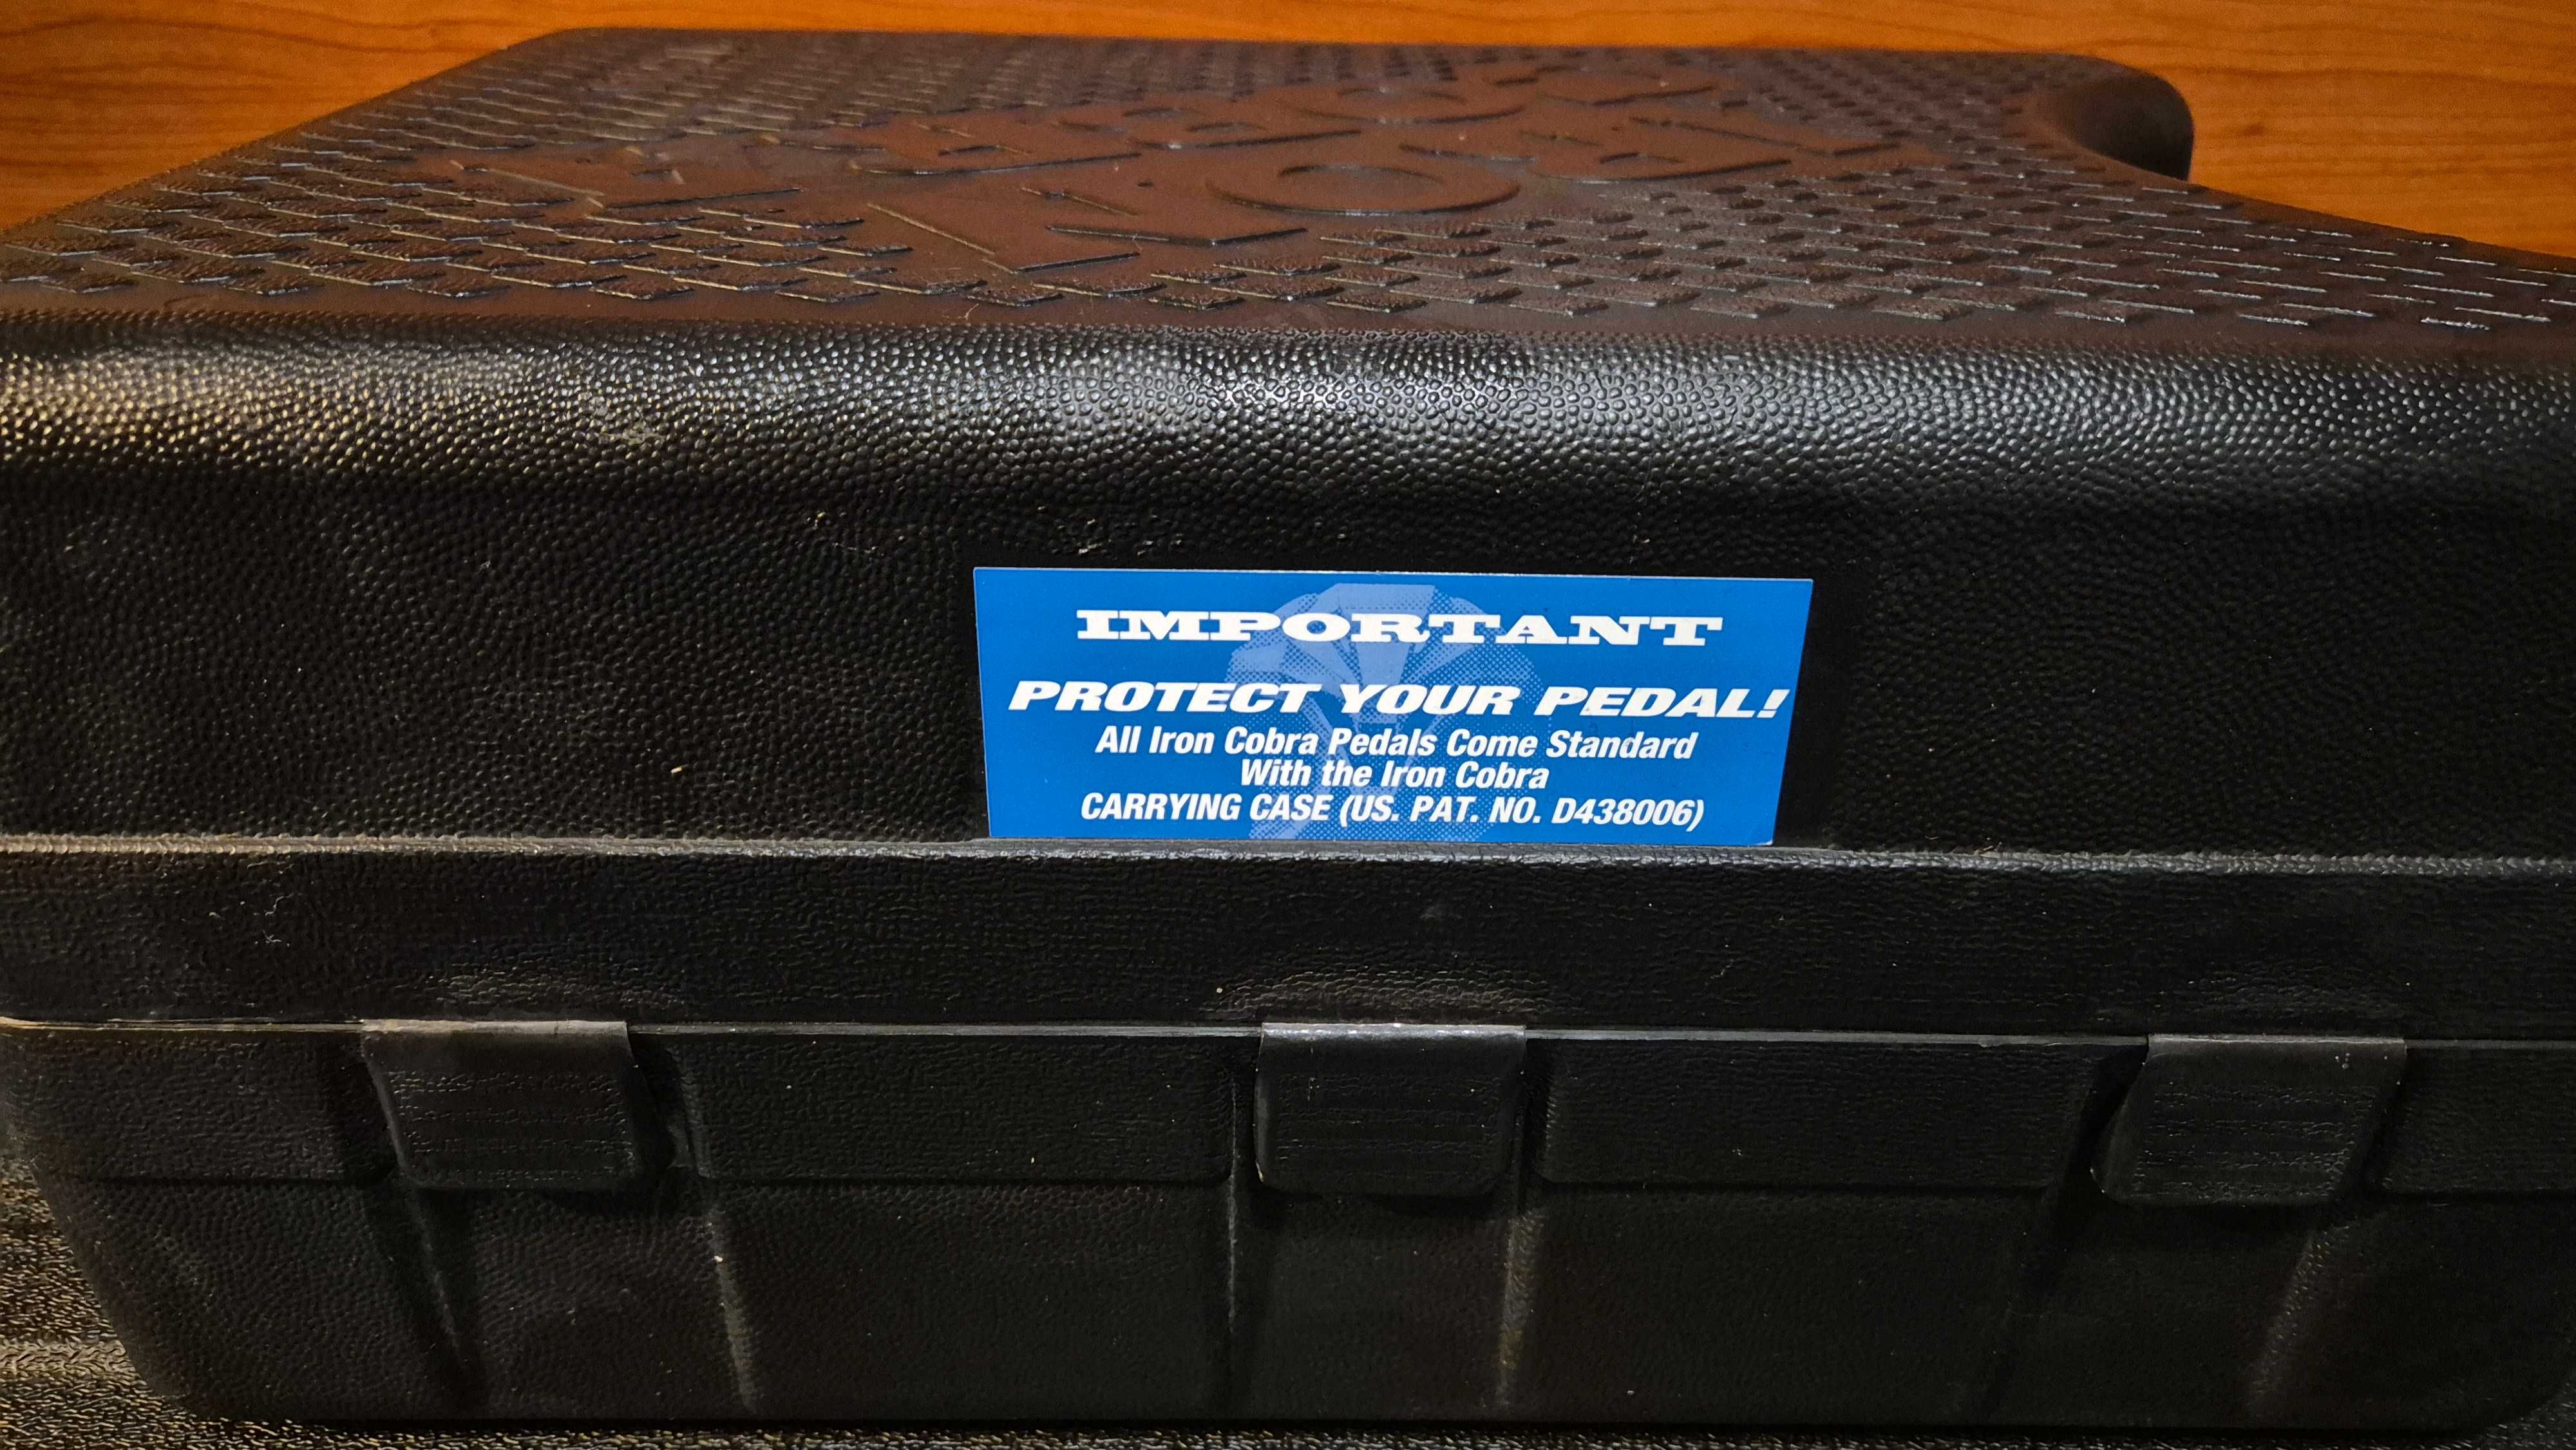 IMPORTANT
PROTECT YOUR PEDAL!
All Iron Cobra Pedals Come Standard
With the Iron Cobra
CARRYING CASE (US. PAT. NO. D438006)